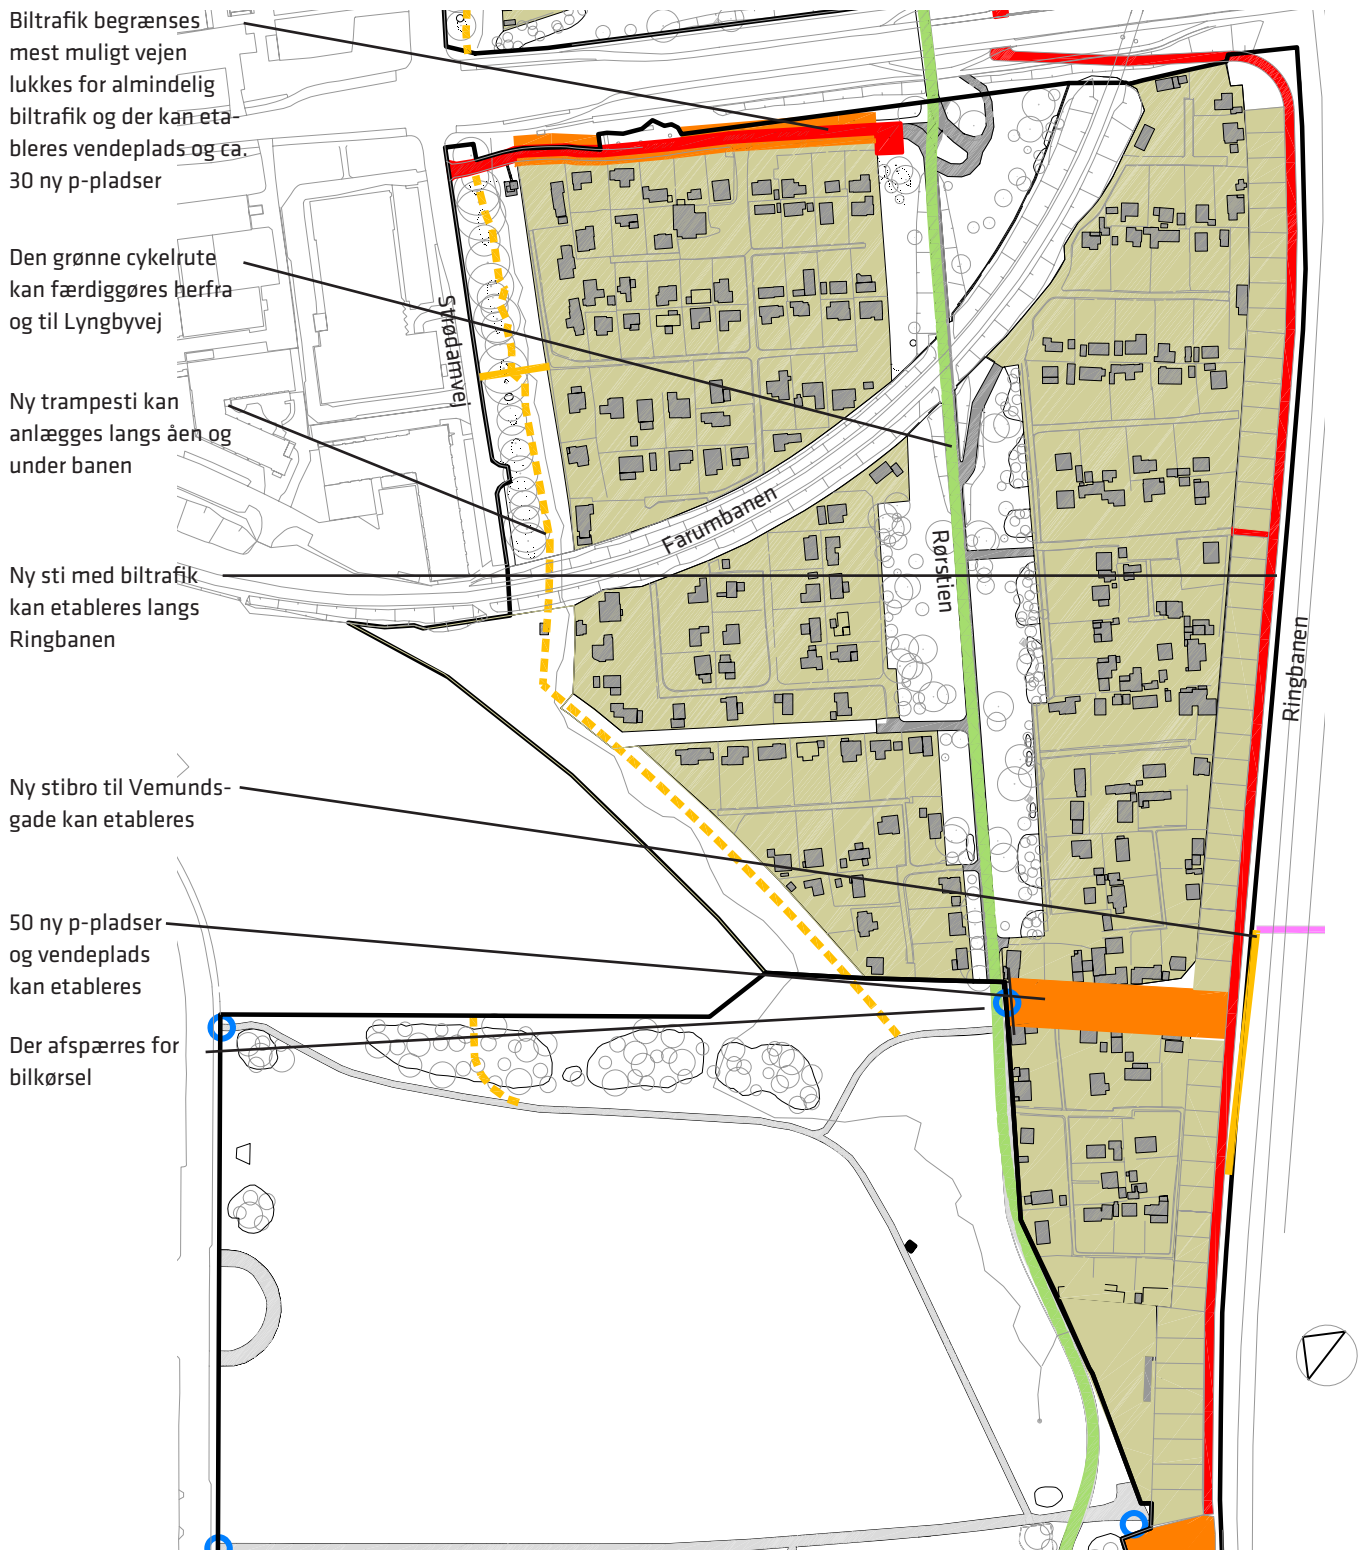 Biltrafik begrænses
mest muligt vejen
lukkes for almindelig
biltrafik og der kan eta-
bleres vendeplads og ca.
30 ny p-pladser
Den grønne cykelrute
kan færdiggøres herfra
og til Lyngbyvej
Ny trampesti kan
anlægges langs åen og
under banen
Ny sti med biltrafik
kan etableres langs
Ringbanen
Ny stibro til Vemunds-
gade kan etableres
50 ny p-pladser
og vendeplads
kan etableres
Der afspærres for
bilkørsel
Strødamvej
Farumbanen
Rørstien
Ringbanen